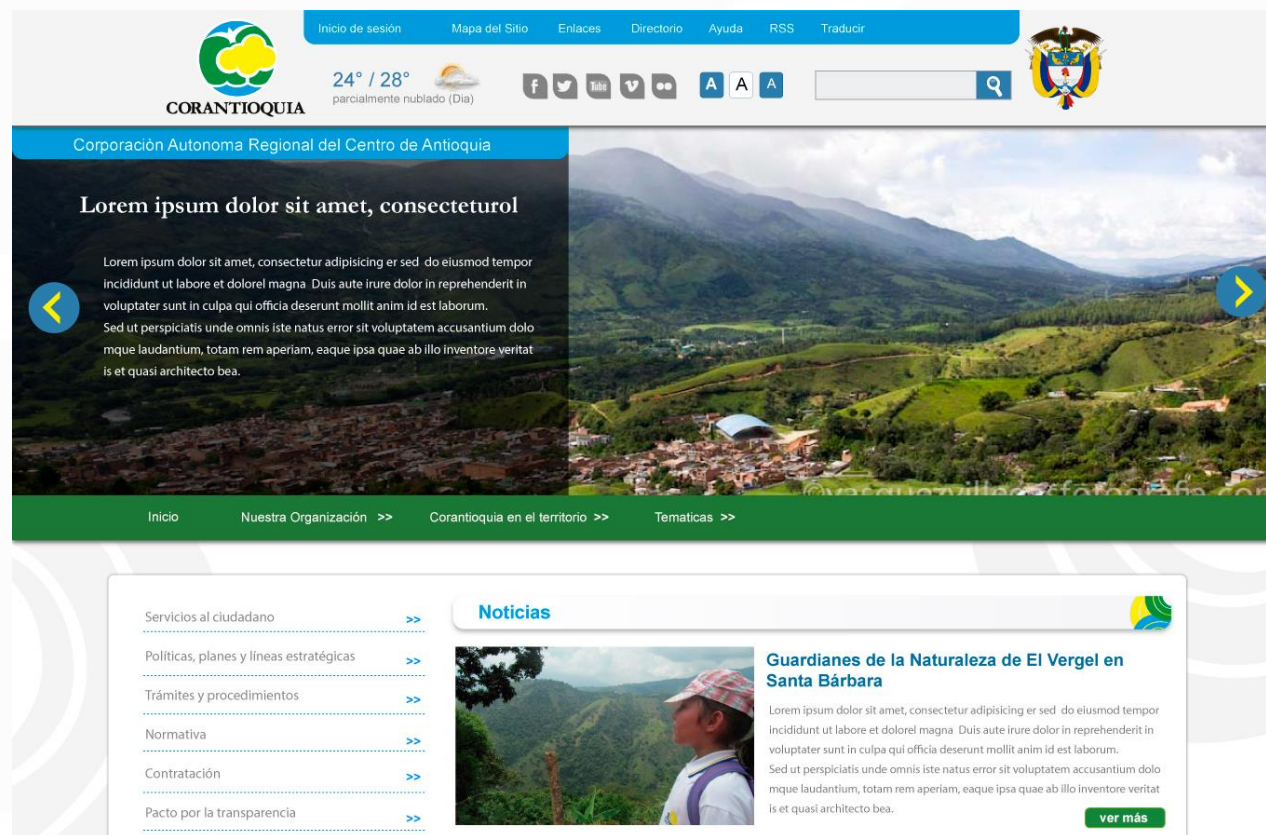 Inicio de sesión Mapa del Sitio Enlaces Directorio Ayuda RSS Traducir
CORANTIOQUIA
24° / 28°
parcialmente nublado (Dia)
f Tube v
A A A
Corporaciòn Autonoma Regional del Centro de Antioquia
Lorem ipsum dolor sit amet, consecteturol
Lorem ipsum dolor sit amet, consectetur adipisicing er sed do eiusmod tempor
incididunt ut labore et dolorel magna Duis aute irure dolor in reprehenderit in
voluptater sunt in culpa qui officia deserunt mollit anim id est laborum.
Sed ut perspiciatis unde omnis iste natus error sit voluptatem accusantium dolo
mque laudantium, totam rem aperiam, eaque ipsa quae ab illo inventore veritat
is et quasi architecto bea.
Inicio Nuestra Organización >> Corantioquia en el territorio >> Tematicas >>
Servicios al ciudadano >>
Políticas, planes y líneas estratégicas >>
Trámites y procedimientos >>
Normativa >>
Contratación >>
Pacto por la transparencia >>
Noticias
Guardianes de la Naturaleza de El Vergel en
Santa Bárbara
Lorem ipsum dolor sit amet, consectetur adipisicing er sed do eiusmod tempor
incididunt ut labore et dolorel magna Duis aute irure dolor in reprehenderit in
voluptater sunt in culpa qui officia deserunt mollit anim id est laborum.
Sed ut perspiciatis unde omnis iste natus error sit voluptatem accusantium dolo
mque laudantium, totam rem aperiam, eaque ipsa quae ab illo inventore veritat
is et quasi architecto bea.
ver más